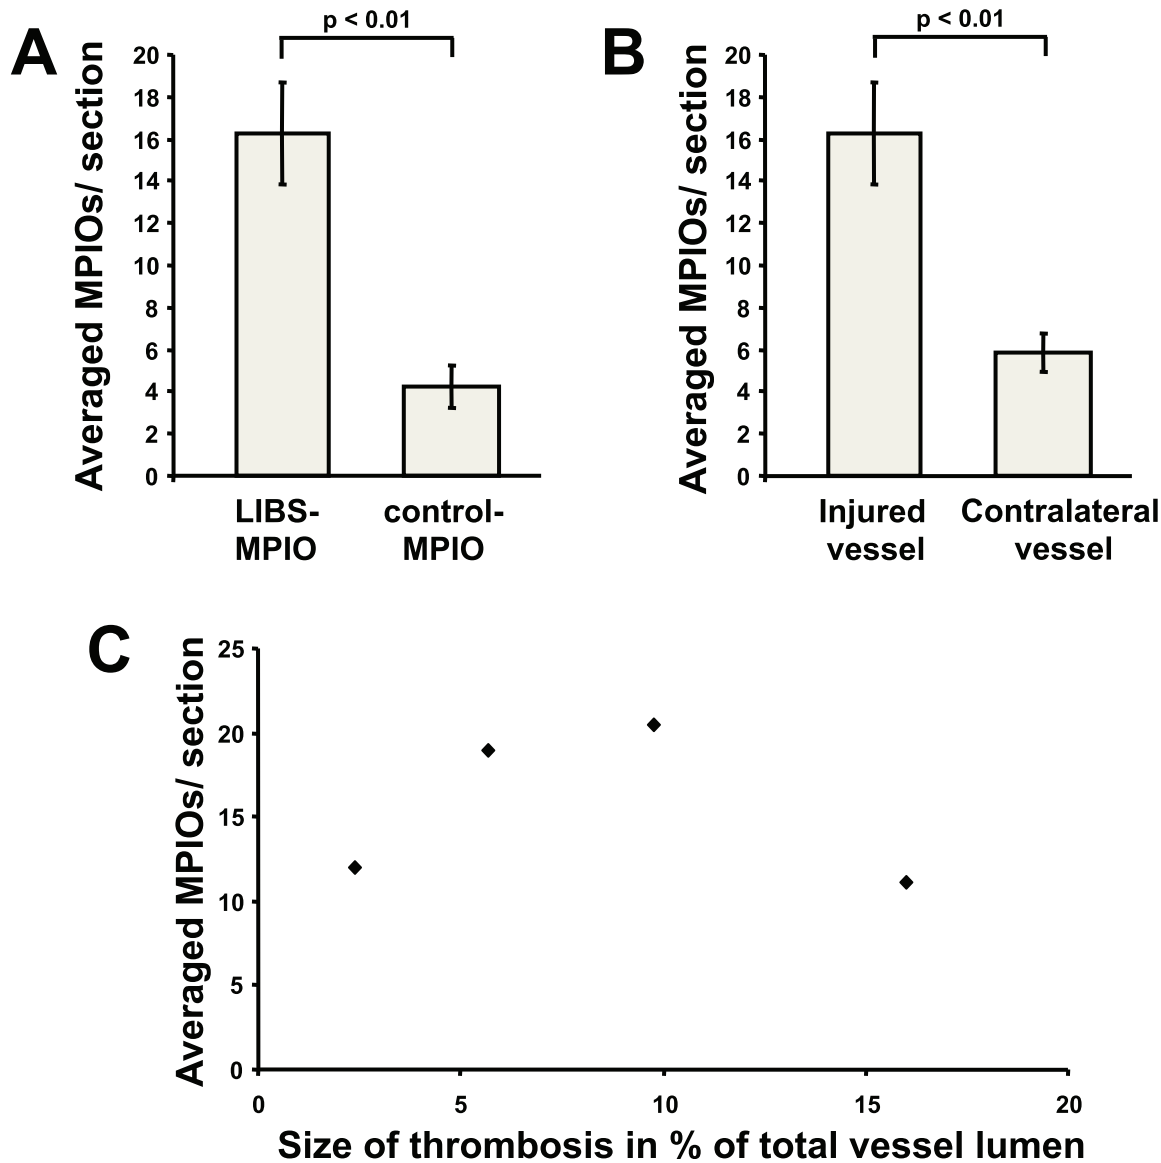 A
p < 0.01
Averaged MPIOs/ section
20
18
16
14
12
10
8
6
4
2
0
LIBS-
MPIO
control-
MPIO
B
p < 0.01
Averaged MPIOs/ section
20
18
16
14
12
10
8
6
4
2
0
Injured
vessel
Contralateral
vessel
C
Averaged MPIOs/ section
25
20
15
10
5
0
0 5 10 15 20
Size of thrombosis in % of total vessel lumen